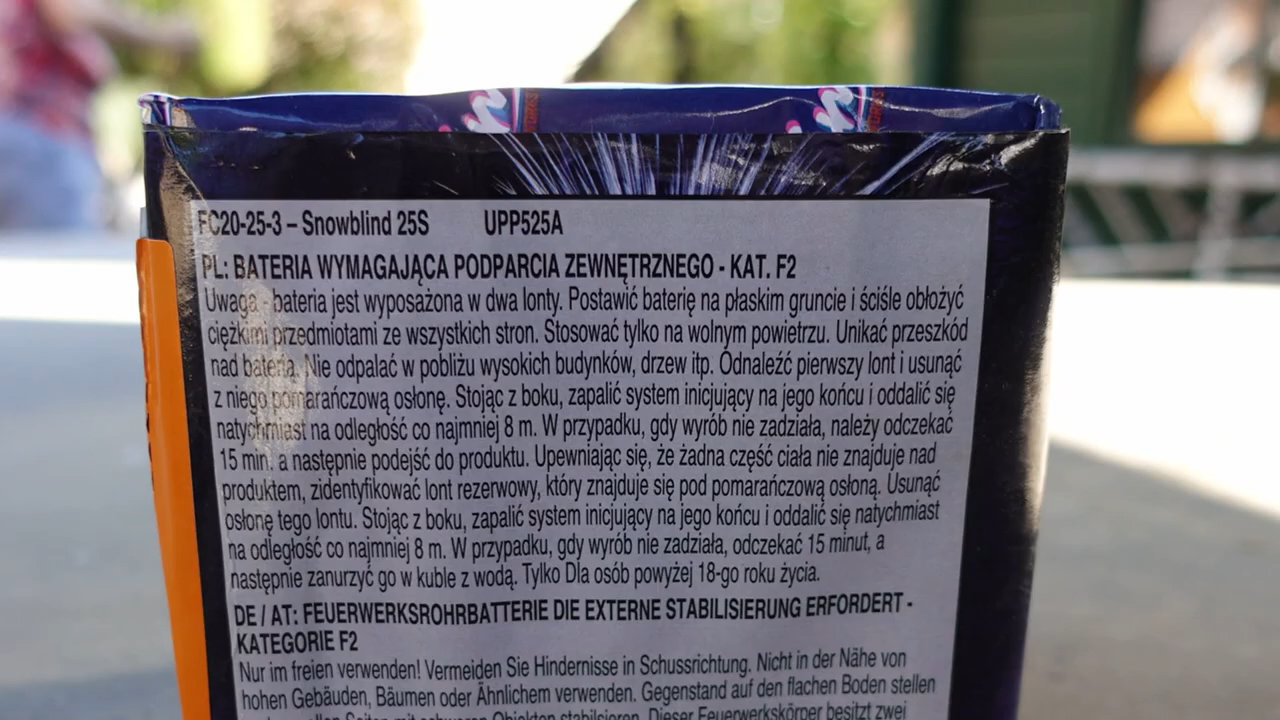 FC20-25-3 – Snowblind 25S UPP525A
PL: BATERIA WYMAGAJĄCA PODPARCIA ZEWNĘTRZNEGO - KAT. F2
Uwaga - bateria jest wyposażona w dwa lonty. Postawić baterię na płaskim gruncie i ściśle obłożyć
ciężkimi przedmiotami ze wszystkich stron. Stosować tylko na wolnym powietrzu. Unikać przeszkód
nad baterią. Nie odpalać w pobliżu wysokich budynków, drzew itp. Odnaleźć pierwszy lont i usunąć
z niego pomarańczową osłonę. Stojąc z boku, zapalić system inicjujący na jego końcu i oddalić się
natychmiast na odległość co najmniej 8 m. W przypadku, gdy wyrób nie zadziała, należy odczekać
15 min. a następnie podejść do produktu. Upewniając się, że żadna część ciała nie znajduje nad
produktem, zidentyfikować lont rezerwowy, który znajduje się pod pomarańczową osłoną. Usunąć
osłonę tego lontu. Stojąc z boku, zapalić system inicjujący na jego końcu i oddalić się natychmiast
na odległość co najmniej 8 m. W przypadku, gdy wyrób nie zadziała, odczekać 15 minut, a
następnie zanurzyć go w kuble z wodą. Tylko Dla osób powyżej 18-go roku życia.
DE / AT: FEUERWERKSROHRBATTERIE DIE EXTERNE STABILISIERUNG ERFORDERT -
KATEGORIE F2
Nur im freien verwenden! Vermeiden Sie Hindernisse in Schussrichtung. Nicht in der Nähe von
hohen Gebäuden, Bäumen oder Ähnlichem verwenden. Gegenstand auf den flachen Boden stellen
Seiten mit schweren Objekten stabilsieren. Dieser Feuerwerkskörper besitzt zwei